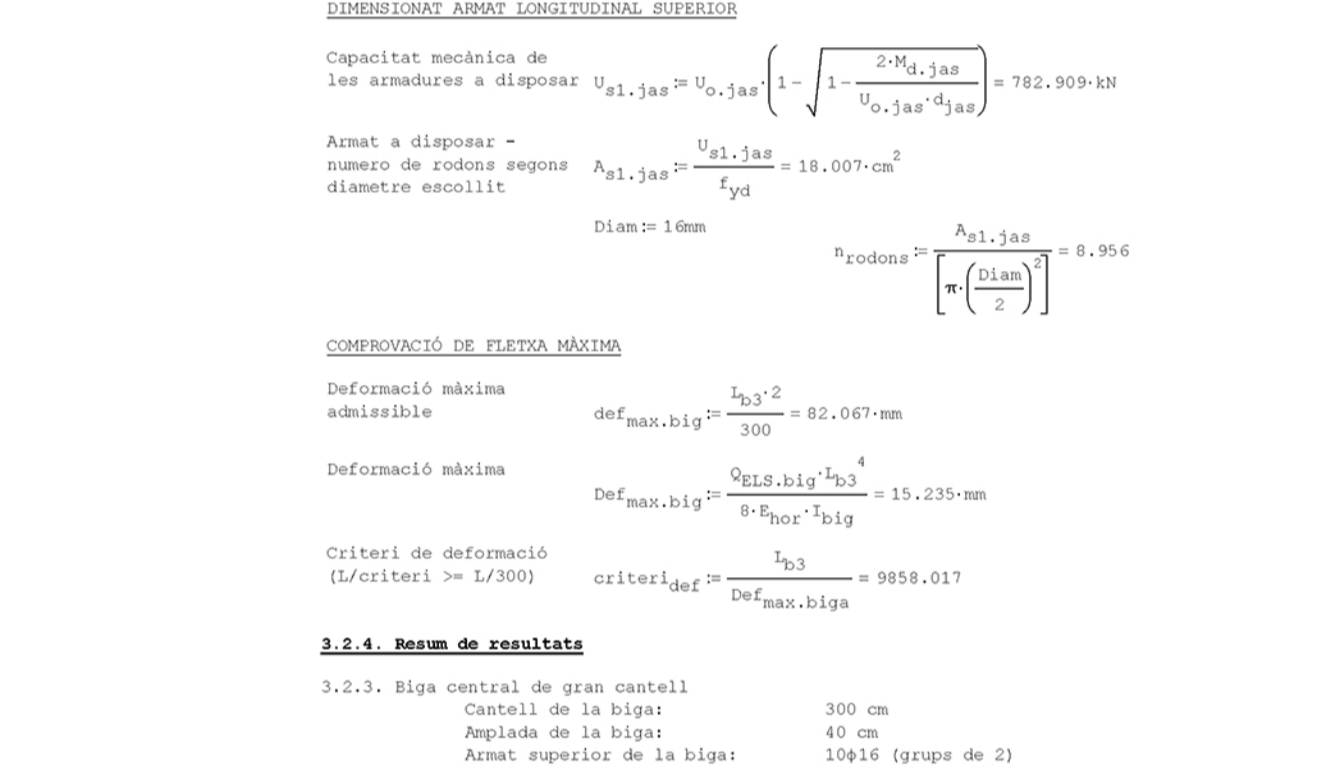 DIMENSIONAT ARMAT LONGITUDINAL SUPERIOR
Capacitat mecànica de
les armadures a disposar U_s1.jas := U_o.jas·(1 − √(1 − 2·M_d.jas / (U_o.jas·d_jas))) = 782.909·kN
Armat a disposar -
numero de rodons segons A_s1.jas := U_s1.jas / f_yd = 18.007·cm²
diametre escollit
Diam := 16mm
n_rodons := A_s1.jas / [π·(Diam / 2)²] = 8.956
COMPROVACIÓ DE FLETXA MÀXIMA
Deformació màxima
admissible def_max.big := L_b3·2 / 300 = 82.067·mm
Deformació màxima
Def_max.big := Q_ELS.big·L_b3⁴ / (8·E_hor·I_big) = 15.235·mm
Criteri de deformació
(L/criteri >= L/300) criteri_def := L_b3 / Def_max.biga = 9858.017
3.2.4. Resum de resultats
3.2.3. Biga central de gran cantell
Cantell de la biga: 300 cm
Amplada de la biga: 40 cm
Armat superior de la biga: 10ϕ16 (grups de 2)